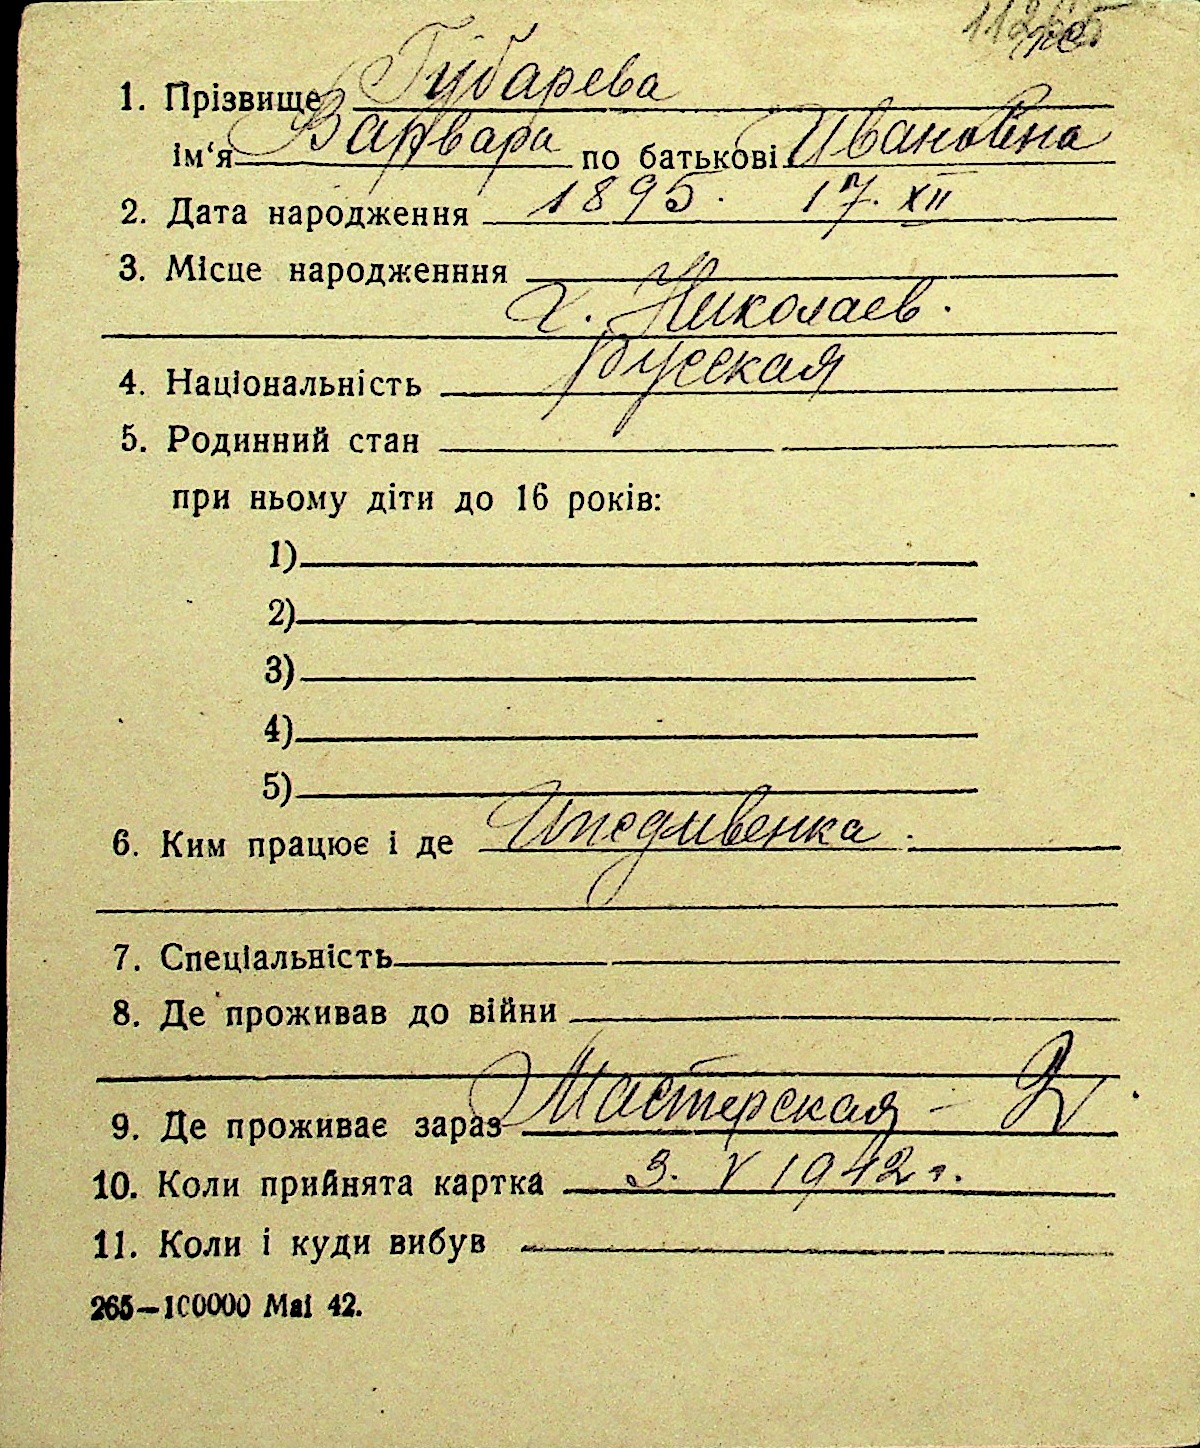 1. Прізвище Губарева
ім‘я Варвара по батькові Ивановна
2. Дата народження 1895. 17. XII
3. Місце народженння
г. Николаев.
4. Національність русская
5. Родинний стан
при ньому діти до 16 років:
1)
2)
3)
4)
5)
6. Ким працює і де Иждивенка.
7. Спеціальність
8. Де проживав до війни
9. Де проживає зараз Мастерская –
10. Коли прийнята картка 3. V 1942 г.
11. Коли і куди вибув
265—100000 Mai 42.